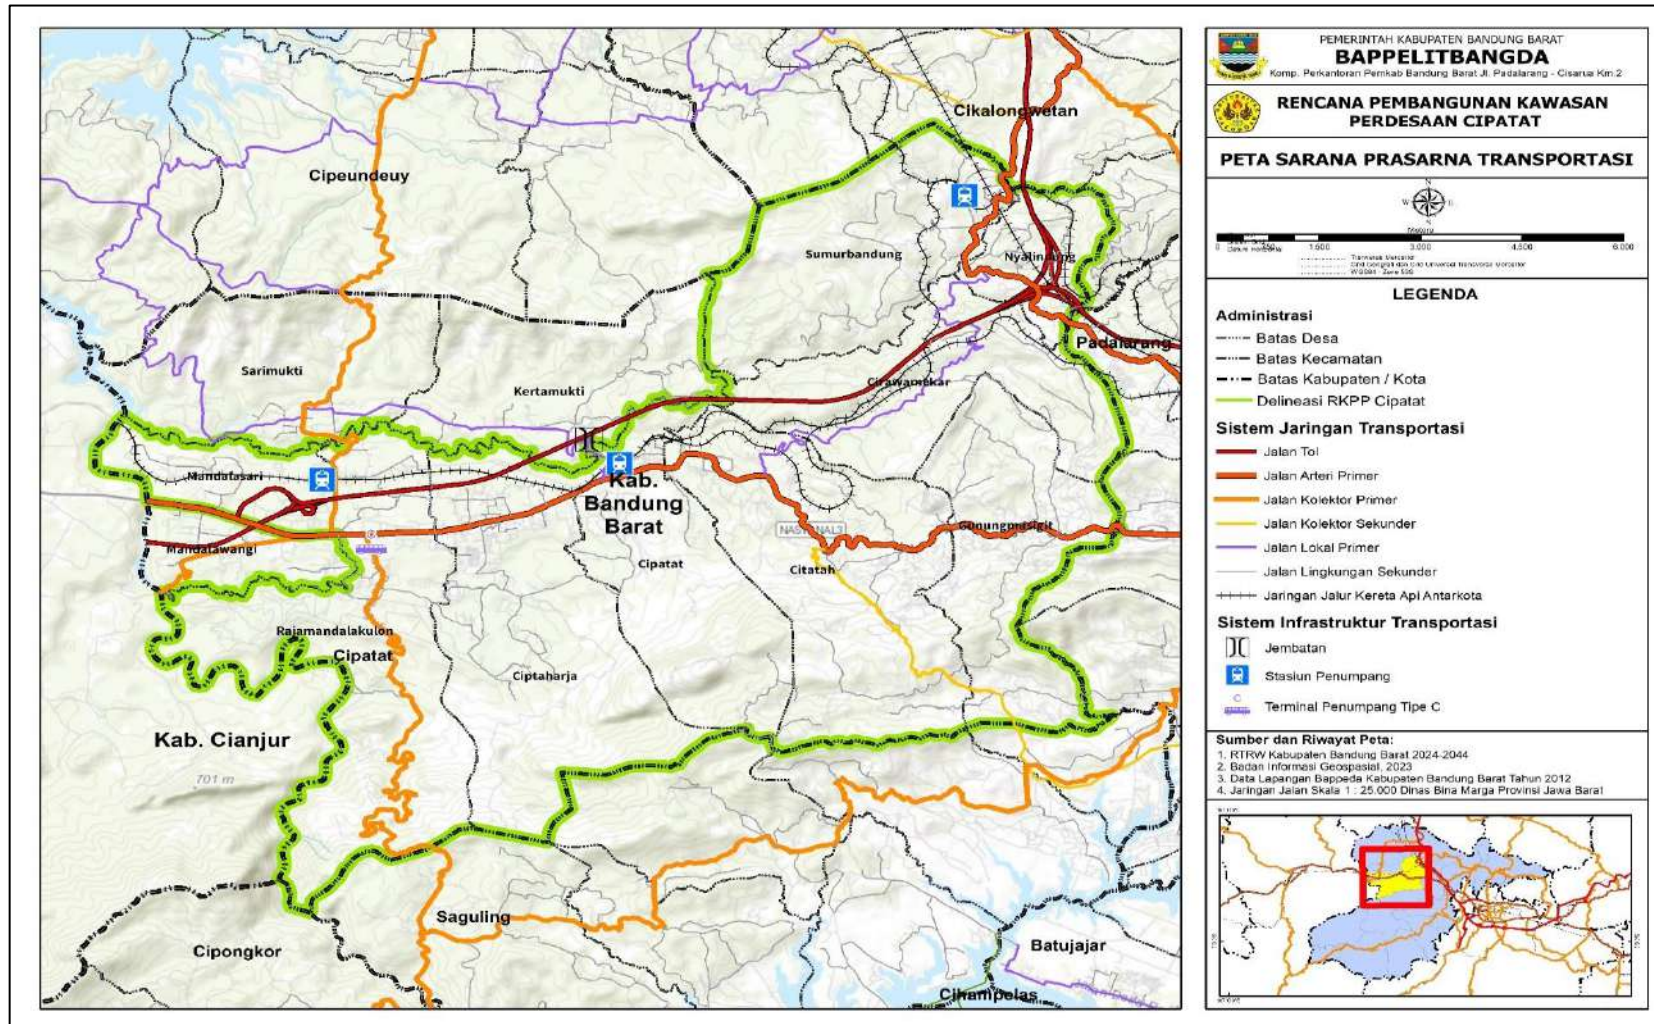 Cikalongwetan
Cipeundeuy
Sumurbandung
Nyalindung
Padalarang
Sarimukti
Kertamukti
Cirawamekar
Mandalasari
Kab.
Bandung
Barat
NASIONAL3
Gunungmasigit
Mandalawangi
C
Cipatat
Citatah
Rajamandalakulon
Cipatat
Ciptaharja
Kab. Cianjur
701 m
Saguling
Cipongkor
Batujajar
Cihampelas
PEMERINTAH KABUPATEN BANDUNG BARAT
BAPPELITBANGDA
Komp. Perkantoran Pemkab Bandung Barat Jl. Padalarang - Cisarua Km.2
RENCANA PEMBANGUNAN KAWASAN
PERDESAAN CIPATAT
PETA SARANA PRASARNA TRANSPORTASI
N
W E
Meters
0 750 1.500 3.000 4.500 6.000
LEGENDA
Administrasi
Batas Desa
Batas Kecamatan
Batas Kabupaten / Kota
Delineasi RKPP Cipatat
Sistem Jaringan Transportasi
Jalan Tol
Jalan Arteri Primer
Jalan Kolektor Primer
Jalan Kolektor Sekunder
Jalan Lokal Primer
Jalan Lingkungan Sekunder
Jaringan Jalur Kereta Api Antarkota
Sistem Infrastruktur Transportasi
Jembatan
Stasiun Penumpang
C
Terminal Penumpang Tipe C
Sumber dan Riwayat Peta:
1. RTRW Kabupaten Bandung Barat 2024-2044
2. Badan Informasi Geospasial, 2023
3. Data Lapangan Bappeda Kabupaten Bandung Barat Tahun 2012
4. Jaringan Jalan Skala 1 : 25.000 Dinas Bina Marga Provinsi Jawa Barat